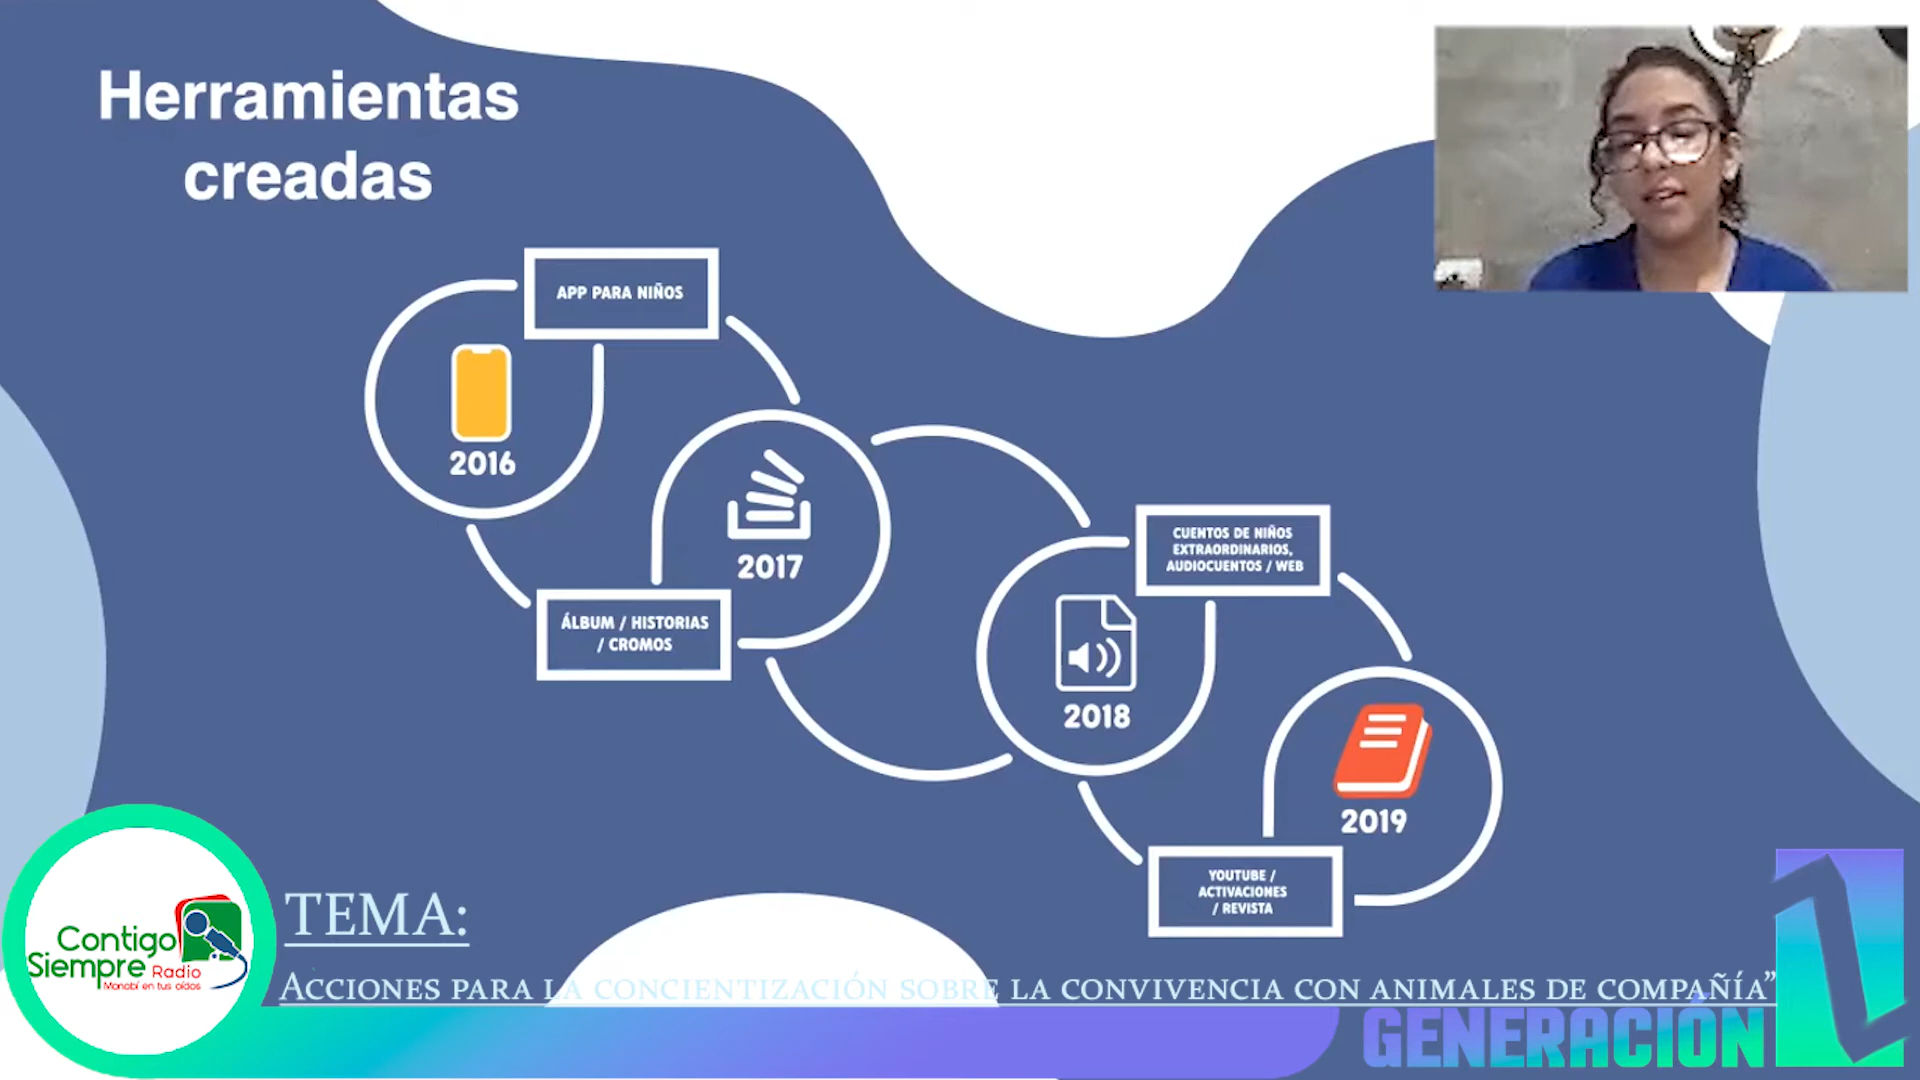 Herramientas
creadas
APP PARA NIÑOS
2016
2017
ÁLBUM / HISTORIAS
/ CROMOS
CUENTOS DE NIÑOS
EXTRAORDINARIOS,
AUDIOCUENTOS / WEB
2018
2019
YOUTUBE /
ACTIVACIONES
/ REVISTA
Contigo
Siempre Radio
Manabí en tus oídos
TEMA:
ACCIONES PARA LA CONCIENTIZACIÓN SOBRE LA CONVIVENCIA CON ANIMALES DE COMPAÑÍA”
GENERACIÓN Z